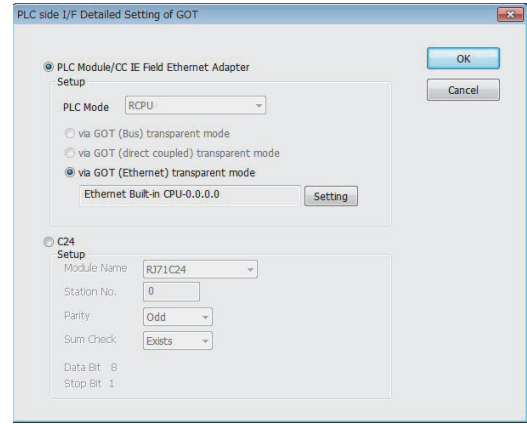 PLC side I/F Detailed Setting of GOT
PLC Module/CC IE Field Ethernet Adapter
OK
Setup
Cancel
PLC Mode RCPU
via GOT (Bus) transparent mode
via GOT (direct coupled) transparent mode
via GOT (Ethernet) transparent mode
Ethernet Built-in CPU-0.0.0.0 Setting
C24
Setup
Module Name RJ71C24
Station No. 0
Parity Odd
Sum Check Exists
Data Bit 8
Stop Bit 1